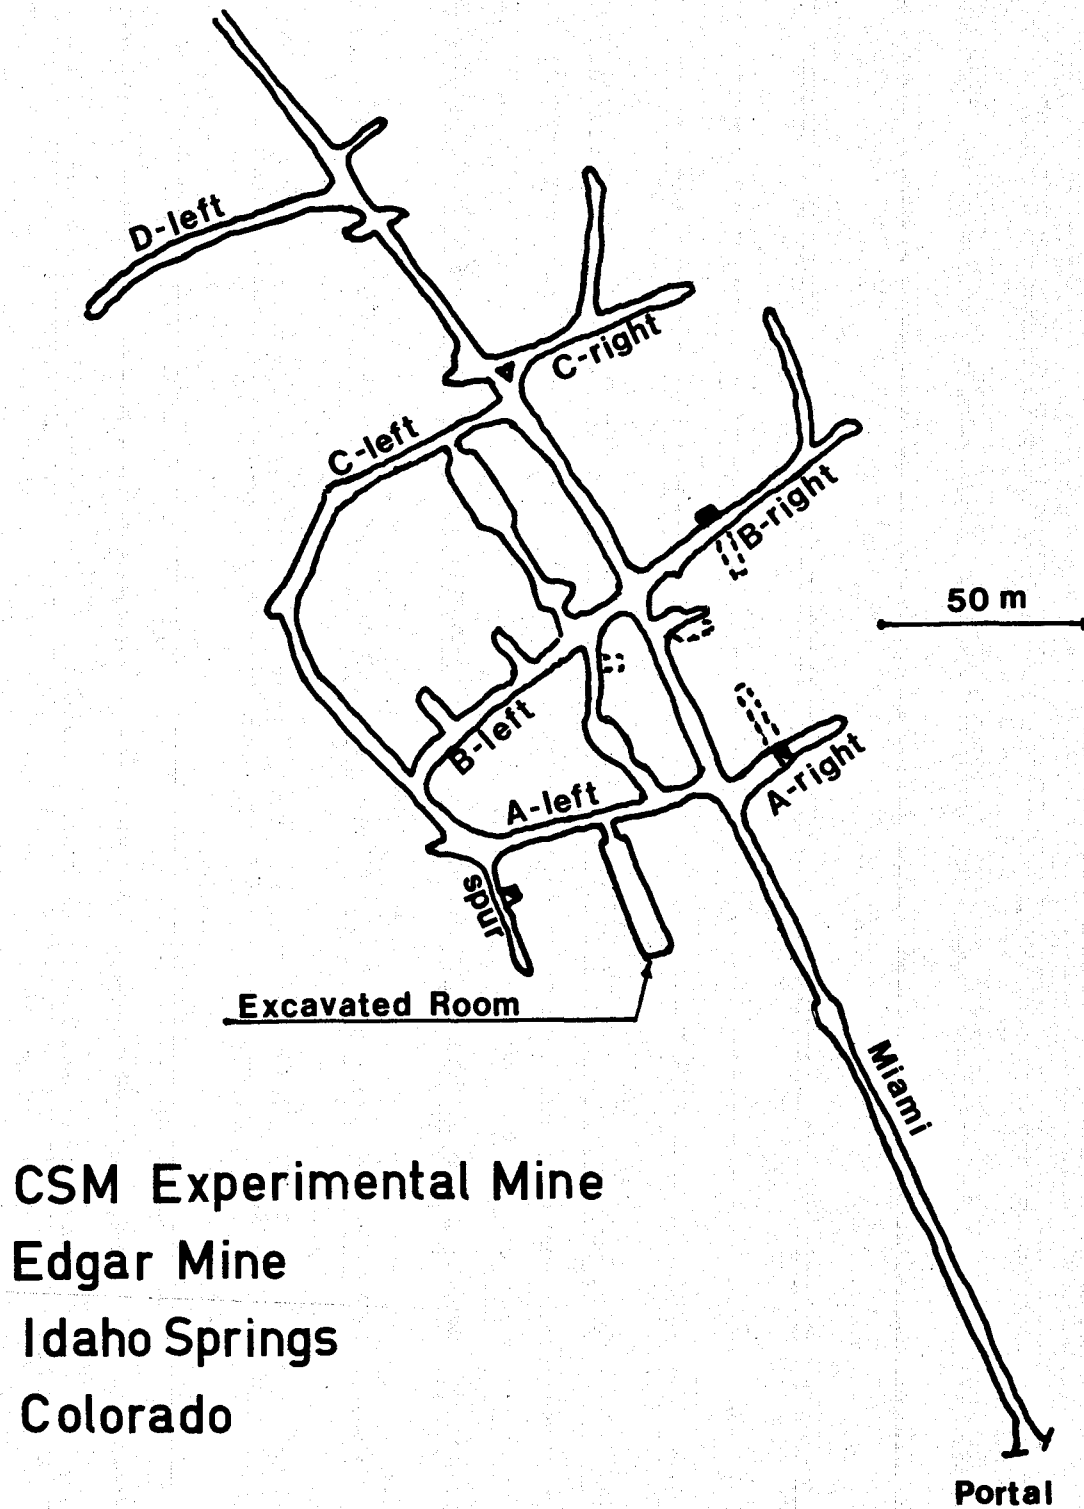 D-left
C-right
C-left
B-right
50 m
B-left
A-left
A-right
spur
Excavated Room
Miami
CSM Experimental Mine
Edgar Mine
Idaho Springs
Colorado
Portal